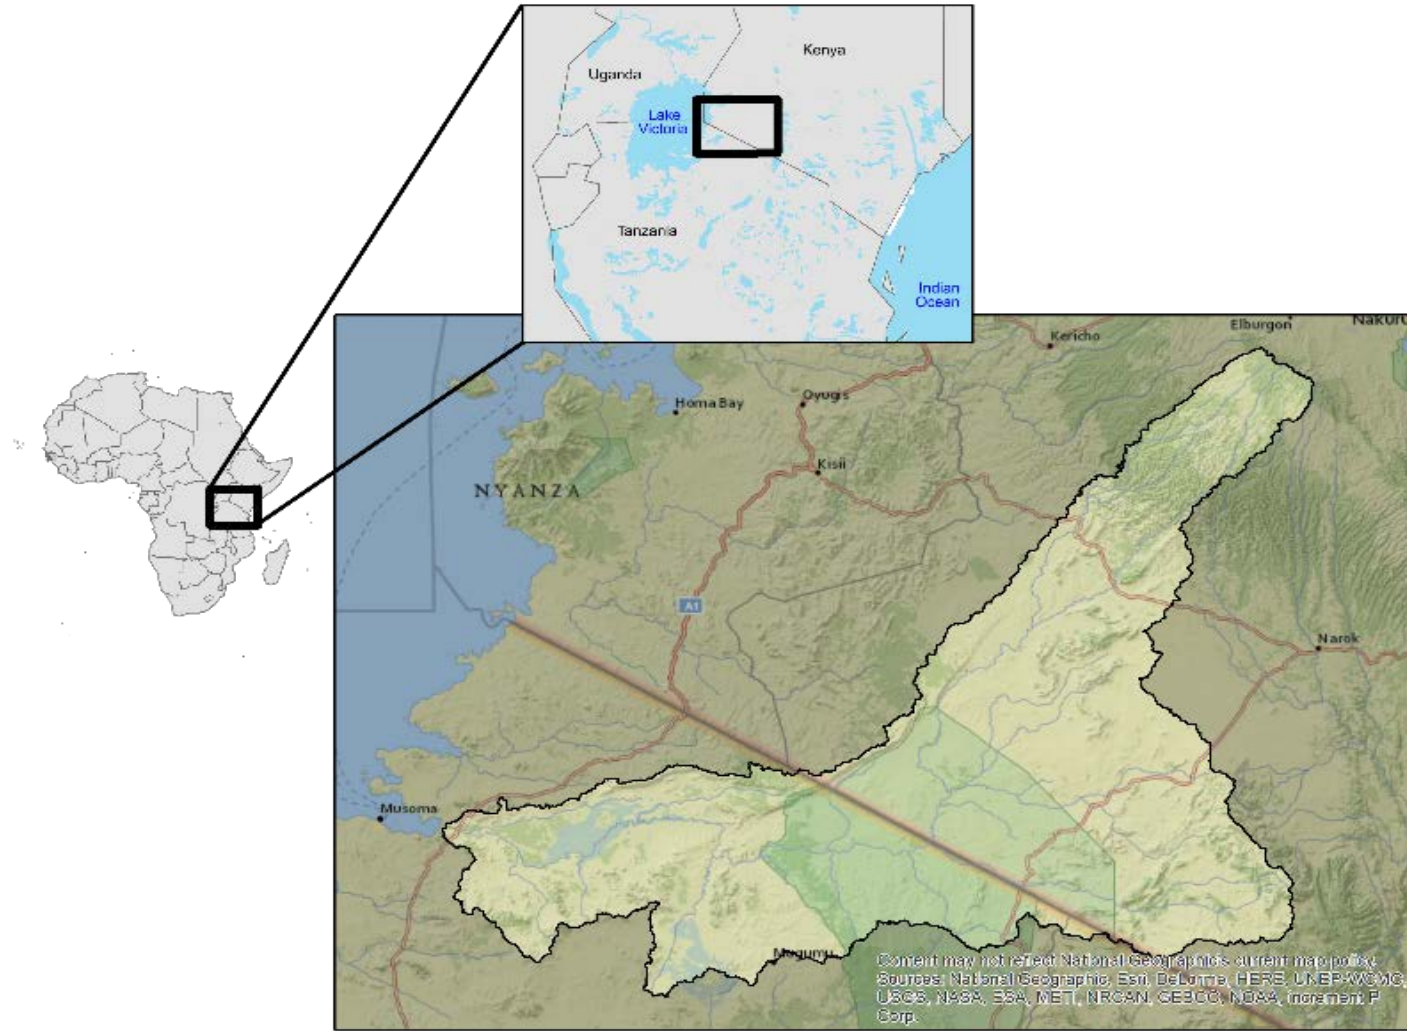 Kenya
Uganda
Lake
Victoria
Tanzania
Indian
Ocean
Elburgon
Nakuru
Kericho
Homa Bay
Oyugis
Kisii
NYANZA
A1
Narok
Musoma
Mugumu
Content may not reflect National Geographic's current map policy.
Sources: National Geographic, Esri, DeLorme, HERE, UNEP-WCMC,
USGS, NASA, ESA, METI, NRCAN, GEBCO, NOAA, increment P
Corp.